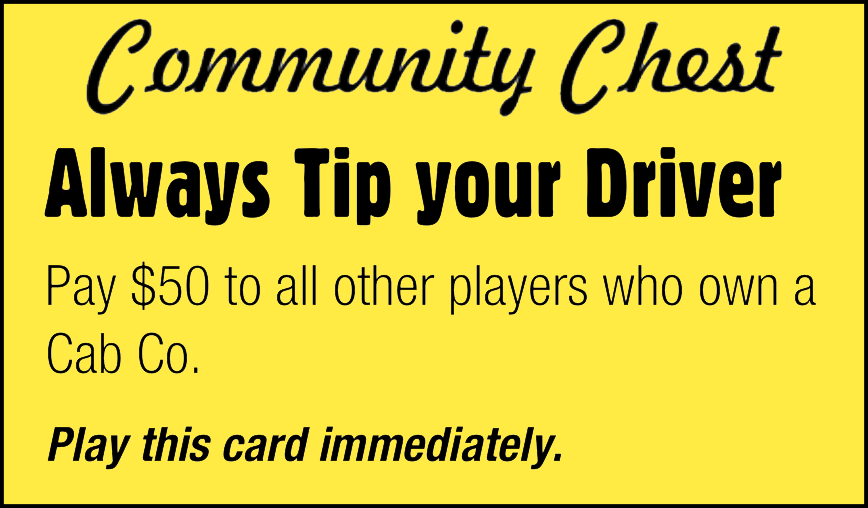 Community Chest
Always Tip your Driver
Pay $50 to all other players who own a
Cab Co.
Play this card immediately.